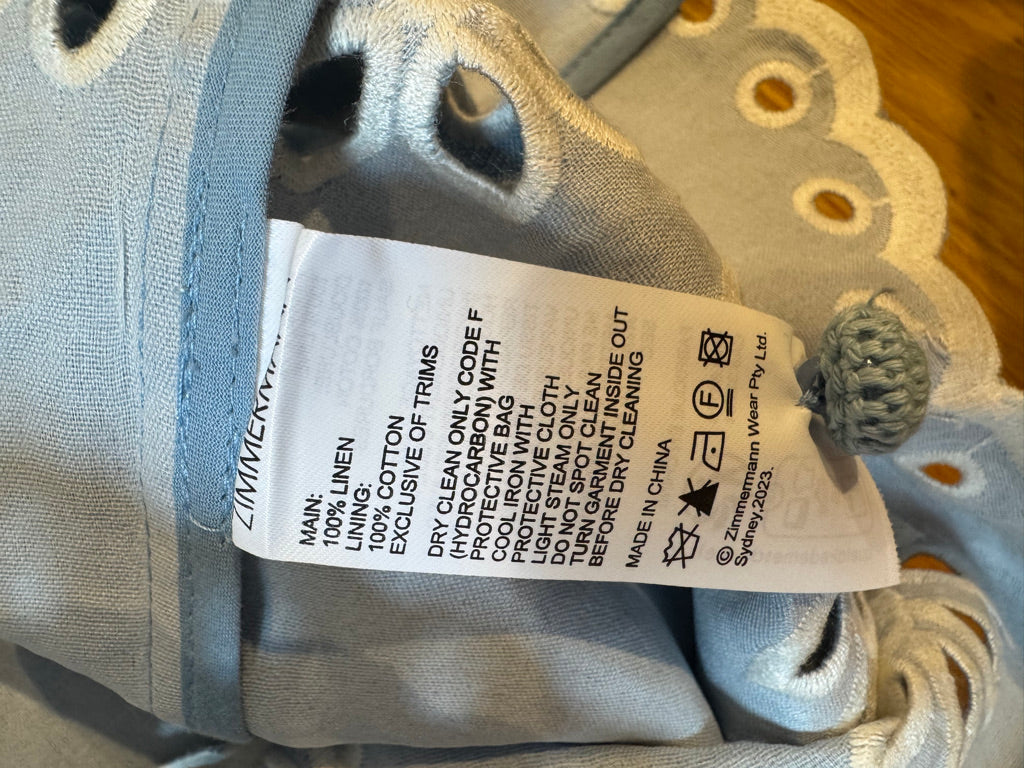 ZIMMERMANN
MAIN:
100% LINEN
LINING:
100% COTTON
EXCLUSIVE OF TRIMS
DRY CLEAN ONLY CODE F
(HYDROCARBON) WITH
PROTECTIVE BAG
COOL IRON WITH
PROTECTIVE CLOTH
LIGHT STEAM ONLY
DO NOT SPOT CLEAN
TURN GARMENT INSIDE OUT
BEFORE DRY CLEANING
MADE IN CHINA
F
© Zimmermann Wear Pty Ltd.
Sydney,2023.